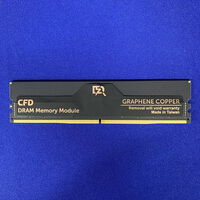 CFD
DRAM Memory Module
GRAPHENE COPPER
Removal will void warranty
Made in Taiwan